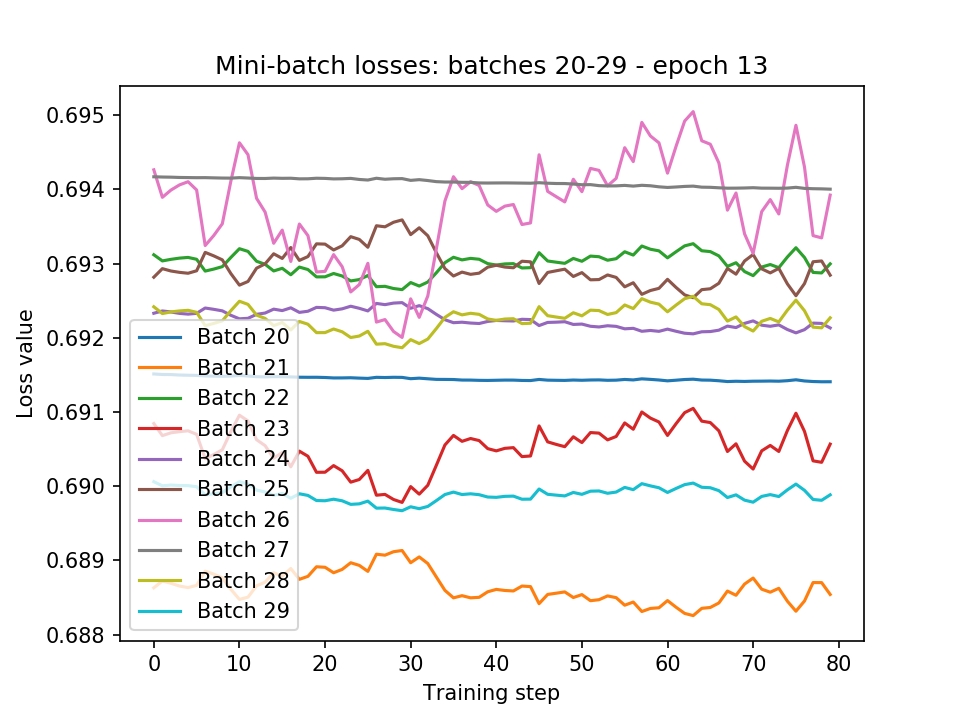 Mini-batch losses: batches 20-29 - epoch 13
Loss value
0.695
0.694
0.693
0.692
0.691
0.690
0.689
0.688
Batch 20
Batch 21
Batch 22
Batch 23
Batch 24
Batch 25
Batch 26
Batch 27
Batch 28
Batch 29
0 10 20 30 40 50 60 70 80
Training step